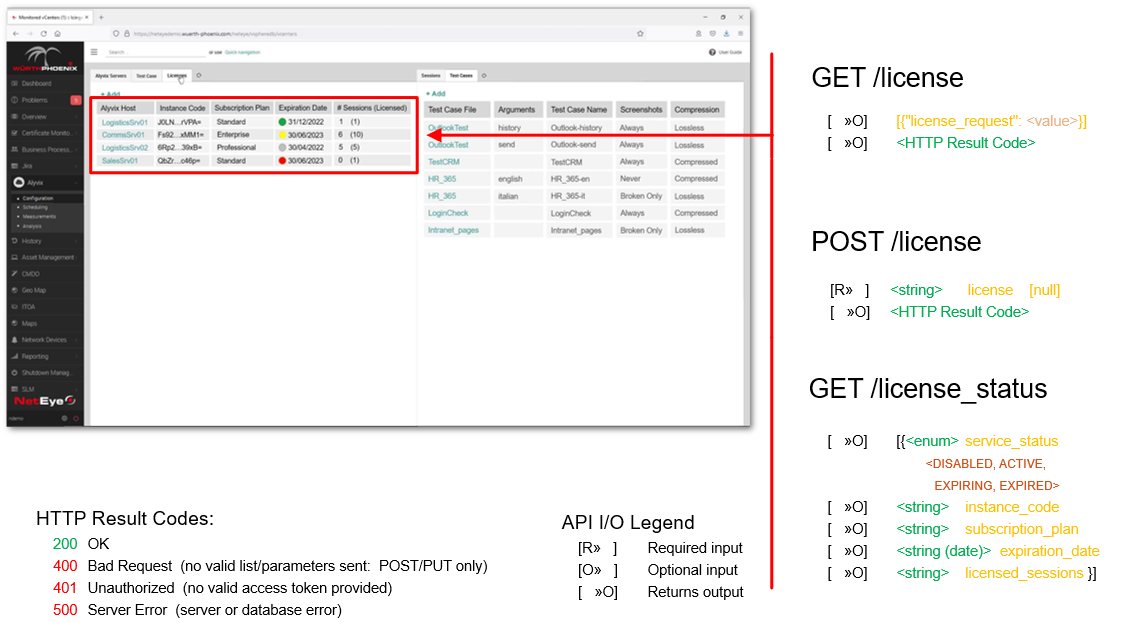 Monitored vCenters (7) » Netey
https://neteyedemo.wuerth-phoenix.com/neteye/vspheredb/vcenters
Search ... or use Quick navigation
User Guide
WÜRTHPHOENIX
Dashboard
Problems
Overview
Certificate Monito...
Business Process...
Jira
Alyvix
Configuration
Scheduling
Measurements
Analysis
History
Asset Management
CMDB
Geo Map
ITOA
Maps
Network Devices
Reporting
Shutdown Manag...
SLM
NetEye
Alyvix Servers Test Case Licenses
+ Add
Alyvix Host Instance Code Subscription Plan Expiration Date # Sessions (Licensed)
LogisticsSrv01 J0LN...rVPA= Standard 31/12/2022 1 (1)
CommsSrv01 Fs92...xMM1= Enterprise 30/06/2023 6 (10)
LogisticsSrv02 6Rp2...39xB= Professional 30/04/2022 5 (5)
SalesSrv01 QbZr...c46p= Standard 30/06/2023 0 (1)
Sessions Test Cases
+ Add
Test Case File Arguments Test Case Name Screenshots Compression
OutlookTest history Outlook-history Always Lossless
OutlookTest send Outlook-send Always Lossless
TestCRM TestCRM Always Compressed
HR_365 english HR_365-en Never Compressed
HR_365 italian HR_365-it Broken Only Lossless
LoginCheck LoginCheck Always Compressed
Intranet_pages Intranet_pages Broken Only Lossless
GET /license
[ »O] [{"license_request": <value>}]
[ »O] <HTTP Result Code>
POST /license
[R» ] <string> license [null]
[ »O] <HTTP Result Code>
GET /license_status
[ »O] [{<enum> service_status
<DISABLED, ACTIVE,
EXPIRING, EXPIRED>
[ »O] <string> instance_code
[ »O] <string> subscription_plan
[ »O] <string (date)> expiration_date
[ »O] <string> licensed_sessions }]
HTTP Result Codes:
200 OK
400 Bad Request (no valid list/parameters sent: POST/PUT only)
401 Unauthorized (no valid access token provided)
500 Server Error (server or database error)
API I/O Legend
[R» ] Required input
[O» ] Optional input
[ »O] Returns output